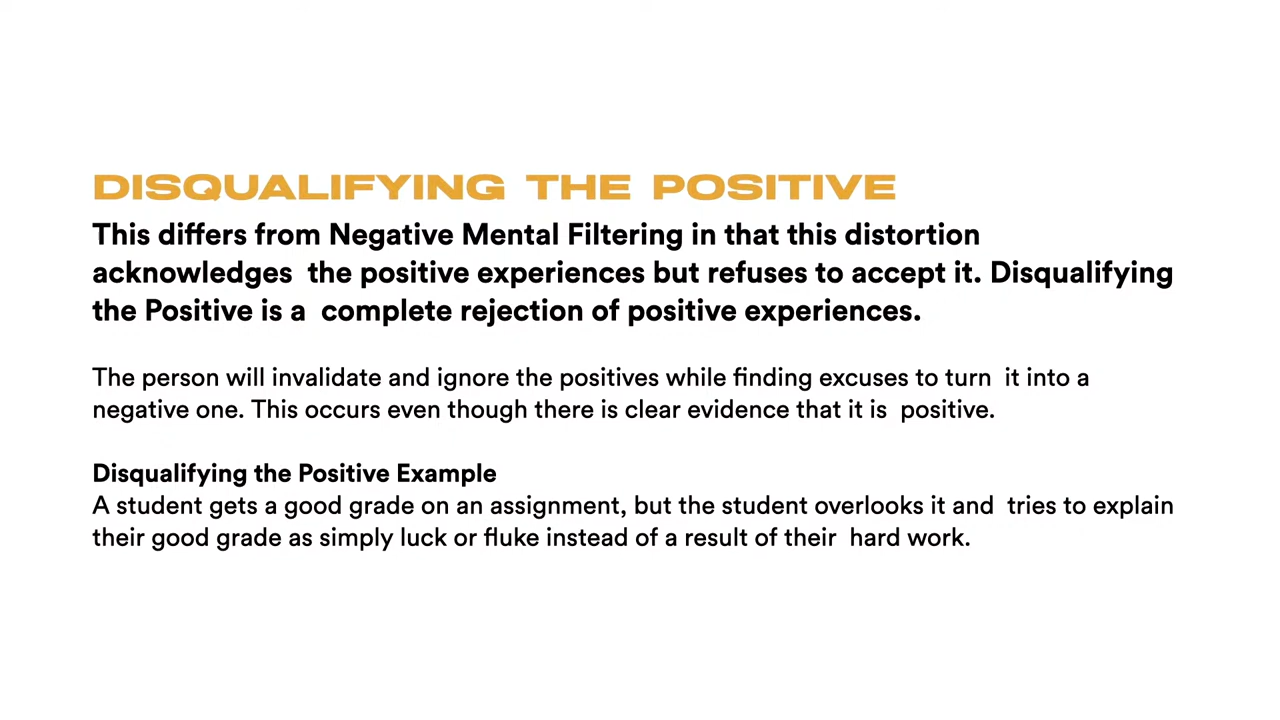 DISQUALIFYING THE POSITIVE
This differs from Negative Mental Filtering in that this distortion
acknowledges  the positive experiences but refuses to accept it. Disqualifying
the Positive is a  complete rejection of positive experiences.
The person will invalidate and ignore the positives while finding excuses to turn  it into a
negative one. This occurs even though there is clear evidence that it is  positive.
Disqualifying the Positive Example
A student gets a good grade on an assignment, but the student overlooks it and  tries to explain
their good grade as simply luck or fluke instead of a result of their  hard work.